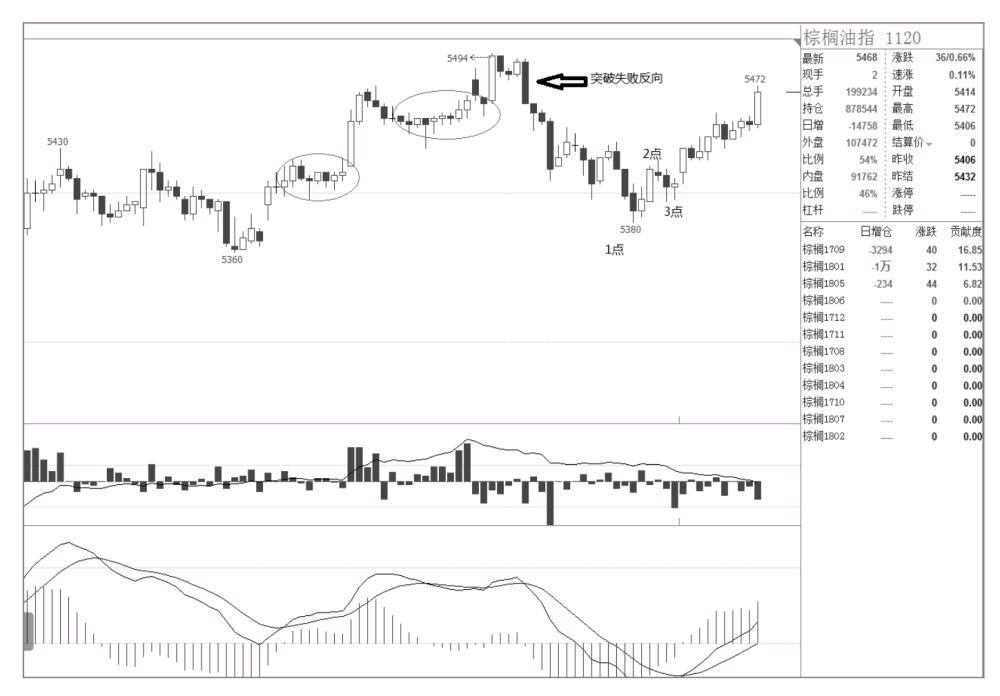 棕榈油指 1120
5494
突破失败反向
5472
5430
2点
3点
5380
1点
5360
最新 5468 涨跌 36/0.66%
现手 2 速涨 0.11%
总手 199234 开盘 5414
持仓 878544 最高 5472
日增 -14758 最低 5406
外盘 107472 结算价 0
比例 54% 昨收 5406
内盘 91762 昨结 5432
比例 46% 涨停 ----
杠杆 ---- 跌停 ----
名称 日增仓 涨跌 贡献度
棕榈1709 -3294 40 16.85
棕榈1801 -1万 32 11.53
棕榈1805 -234 44 6.82
棕榈1806 ---- 0 0.00
棕榈1712 ---- 0 0.00
棕榈1711 ---- 0 0.00
棕榈1708 ---- 0 0.00
棕榈1803 ---- 0 0.00
棕榈1804 ---- 0 0.00
棕榈1710 ---- 0 0.00
棕榈1807 ---- 0 0.00
棕榈1802 ---- 0 0.00